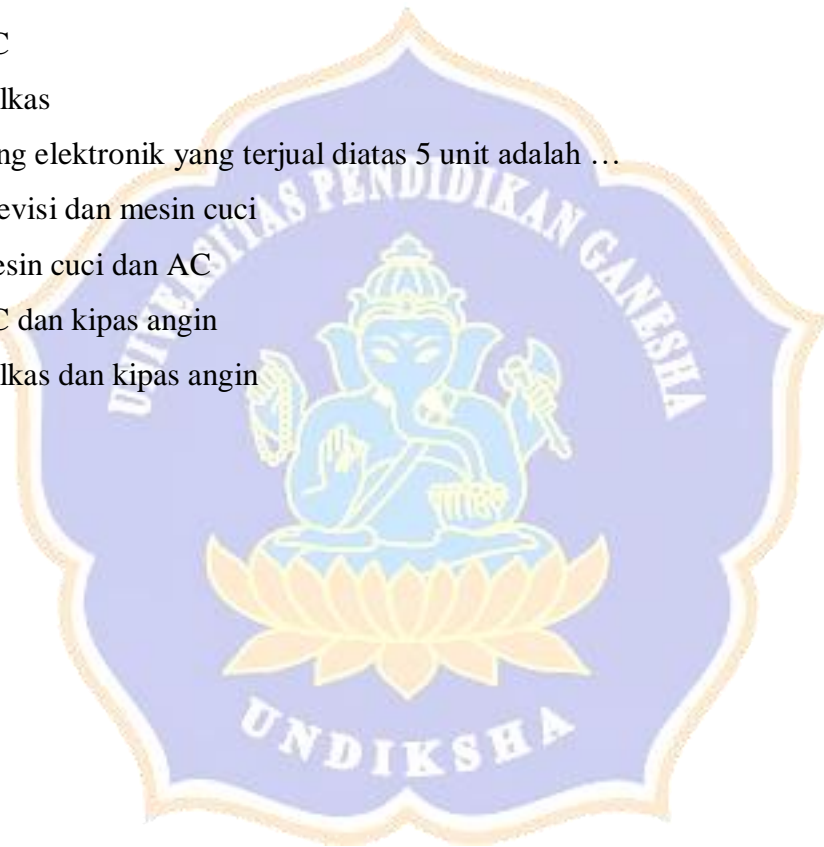 C
lkas
ng elektronik yang terjual diatas 5 unit adalah …
evisi dan mesin cuci
esin cuci dan AC
C dan kipas angin
lkas dan kipas angin
UNIVERSITAS PENDIDIKAN GANESHA
UNDIKSHA